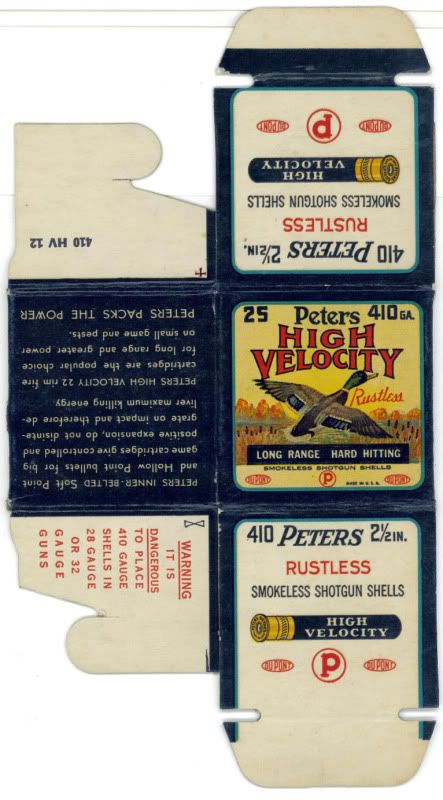 410 PETERS 2½IN.
RUSTLESS
SMOKELESS SHOTGUN SHELLS
HIGH
VELOCITY
DU PONT P DU PONT
410 HV 12
PETERS INNER-BELTED Soft Point
and Hollow Point bullets for big
game cartridges give controlled and
positive expansion, do not disinte-
grate on impact and therefore de-
liver maximum killing energy.
PETERS HIGH VELOCITY 22 rim fire
cartridges are the popular choice
for long range and greater power
on small game and pests.
PETERS PACKS THE POWER
25 Peters 410 GA.
HIGH
VELOCITY
Rustless
LONG RANGE HARD HITTING
SMOKELESS SHOTGUN SHELLS
DU PONT P DU PONT
MADE IN U.S.A.
WARNING
IT IS
DANGEROUS
TO PLACE
410 GAUGE
SHELLS IN
28 GAUGE
OR 32
GAUGE
GUNS
410 PETERS 2½IN.
RUSTLESS
SMOKELESS SHOTGUN SHELLS
HIGH
VELOCITY
DU PONT P DU PONT